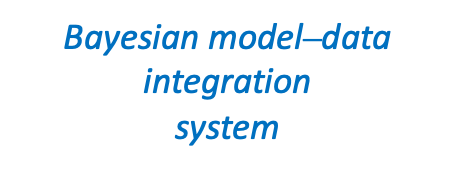 Bayesian model–data
integration
system